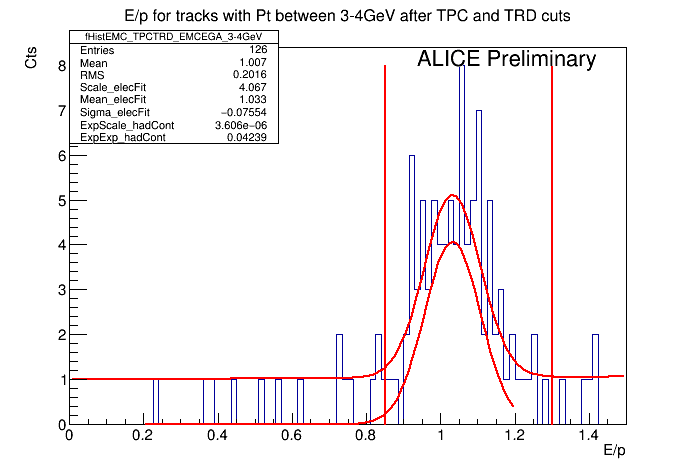 E/p for tracks with Pt between 3-4GeV after TPC and TRD cuts
Cts
fHistEMC_TPCTRD_EMCEGA_3-4GeV
Entries 126
Mean 1.007
RMS 0.2016
Scale_elecFit 4.067
Mean_elecFit 1.033
Sigma_elecFit −0.07554
ExpScale_hadCont 3.606e−06
ExpExp_hadCont 0.04239
ALICE Preliminary
8
7
6
5
4
3
2
1
0
0 0.2 0.4 0.6 0.8 1 1.2 1.4
E/p